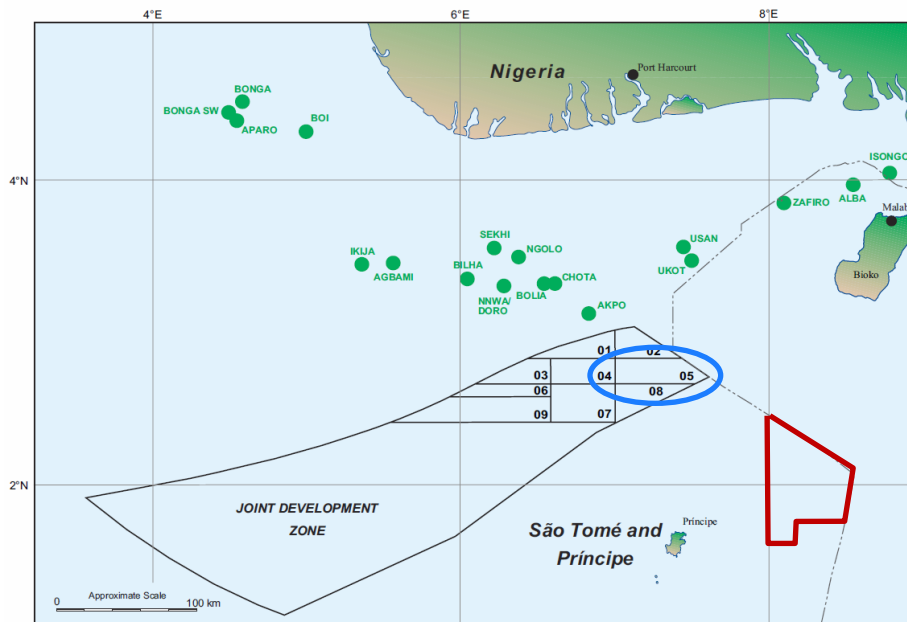 4°E
6°E
8°E
Nigeria
Port Harcourt
BONGA
BONGA SW
APARO
BOI
4°N
ISONGO
ZAFIRO
ALBA
Malab
Bioko
SEKHI
NGOLO
USAN
UKOT
IKIJA
AGBAMI
BILHA
NNWA/
DORO
BOLIA
CHOTA
AKPO
01
02
03
04
05
06
08
09
07
2°N
JOINT DEVELOPMENT
ZONE
São Tomé and
Príncipe
Príncipe
Approximate Scale
0
100 km